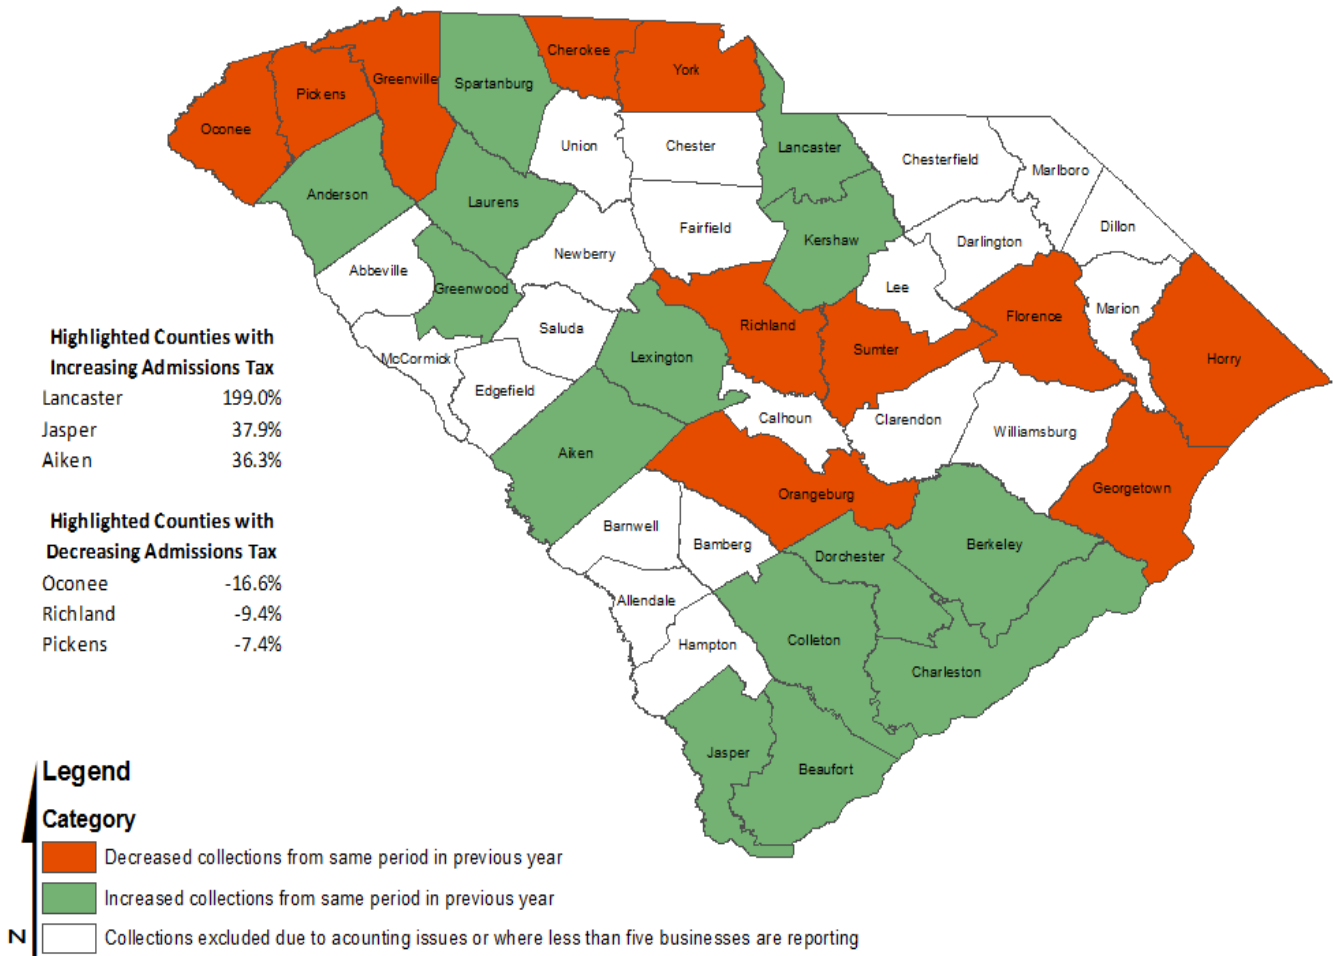 Cherokee
York
Greenville
Spartanburg
Pickens
Oconee
Union
Chester
Lancaster
Chesterfield
Marlboro
Anderson
Laurens
Fairfield
Dillon
Kershaw
Darlington
Newberry
Abbeville
Greenwood
Lee
Marion
Florence
Richland
Saluda
Sumter
Horry
Lexington
McCormick
Edgefield
Calhoun
Clarendon
Williamsburg
Aiken
Georgetown
Orangeburg
Barnwell
Bamberg
Berkeley
Dorchester
Allendale
Colleton
Hampton
Charleston
Jasper
Beaufort
Highlighted Counties with
Increasing Admissions Tax
Lancaster 199.0%
Jasper 37.9%
Aiken 36.3%
Highlighted Counties with
Decreasing Admissions Tax
Oconee -16.6%
Richland -9.4%
Pickens -7.4%
Legend
Category
Decreased collections from same period in previous year
Increased collections from same period in previous year
Collections excluded due to acounting issues or where less than five businesses are reporting
N